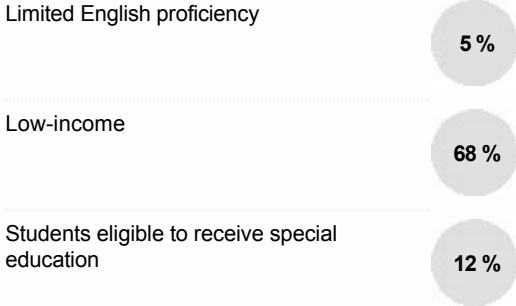 Limited English proficiency
5 %
Low-income
68 %
Students eligible to receive special
education
12 %